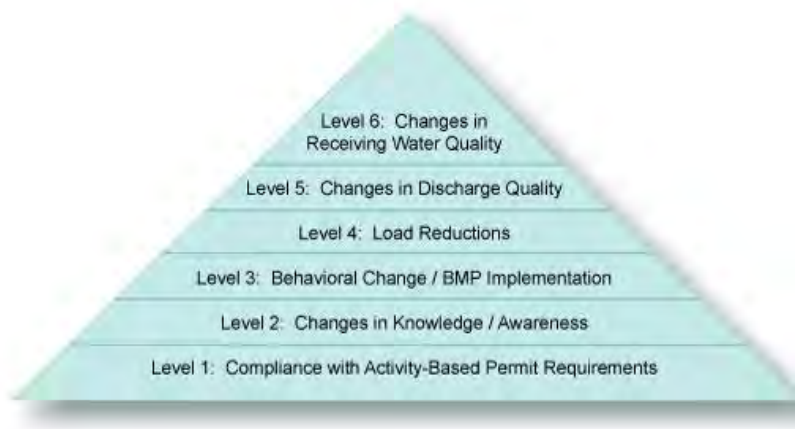 Level 6: Changes in
Receiving Water Quality
Level 5: Changes in Discharge Quality
Level 4: Load Reductions
Level 3: Behavioral Change / BMP Implementation
Level 2: Changes in Knowledge / Awareness
Level 1: Compliance with Activity-Based Permit Requirements